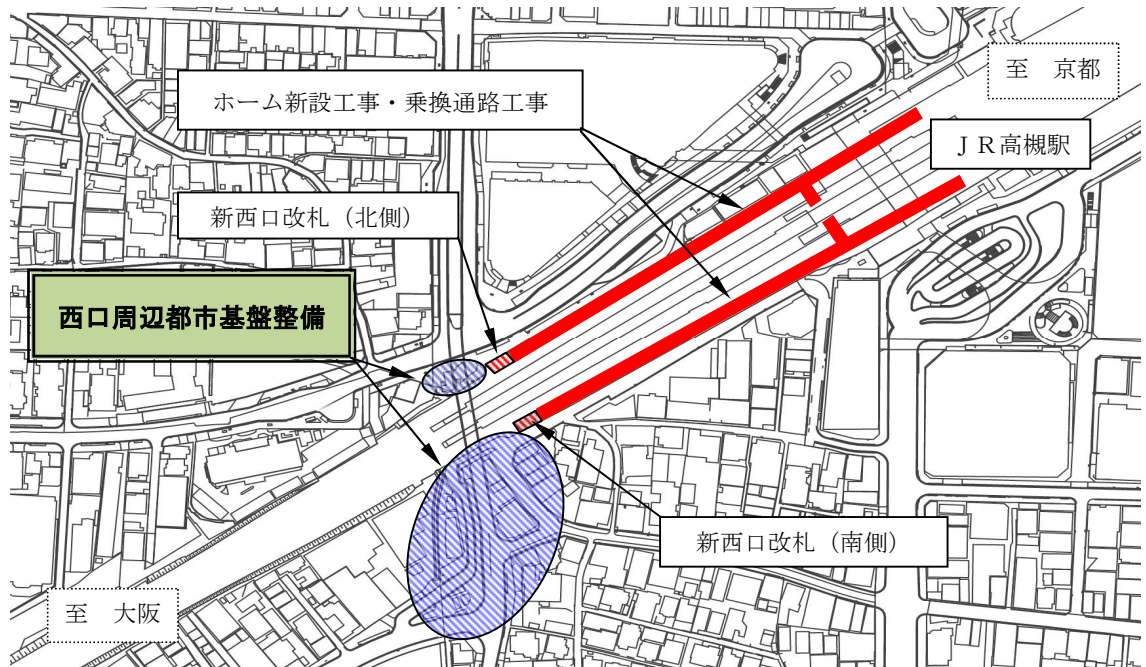 至　京都
ホーム新設工事・乗換通路工事
ＪＲ高槻駅
新西口改札（北側）
西口周辺都市基盤整備
新西口改札（南側）
至　大阪